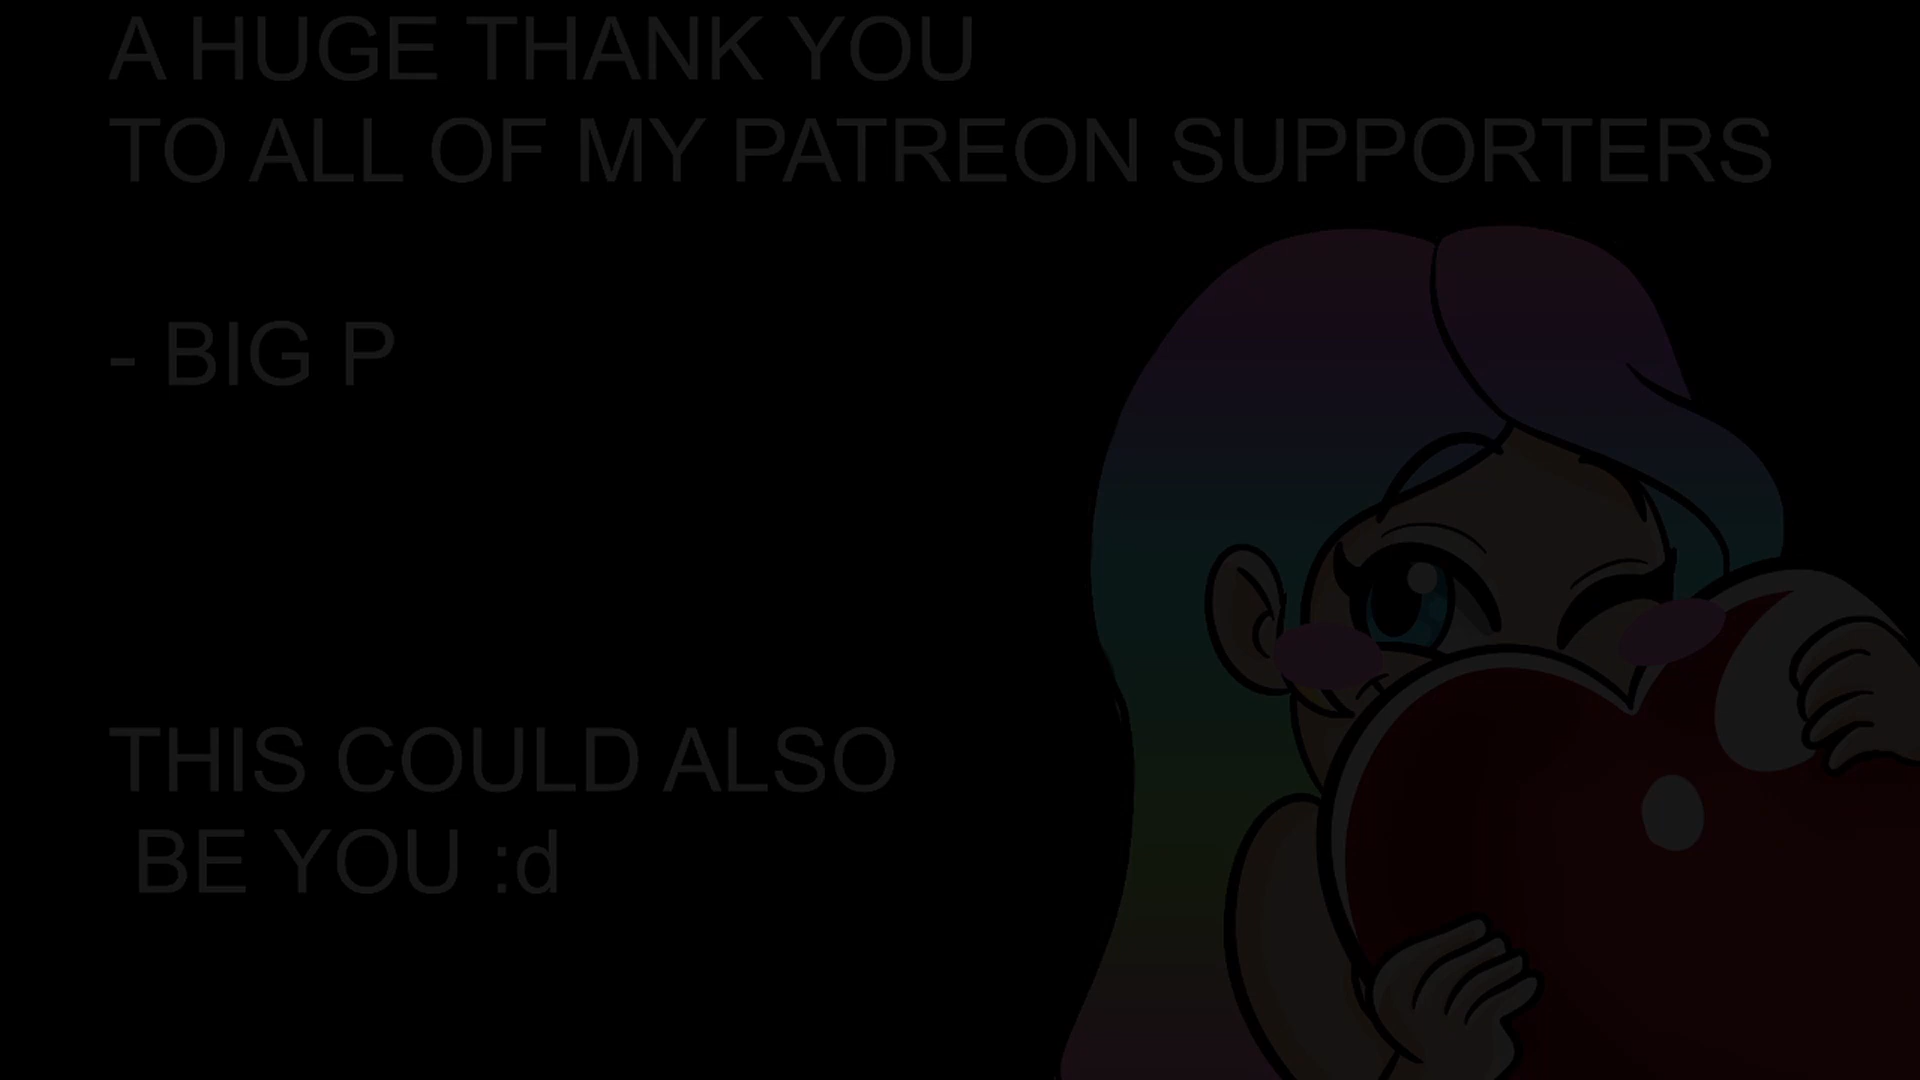 A HUGE THANK YOU
TO ALL OF MY PATREON SUPPORTERS
- BIG P
THIS COULD ALSO
BE YOU :d